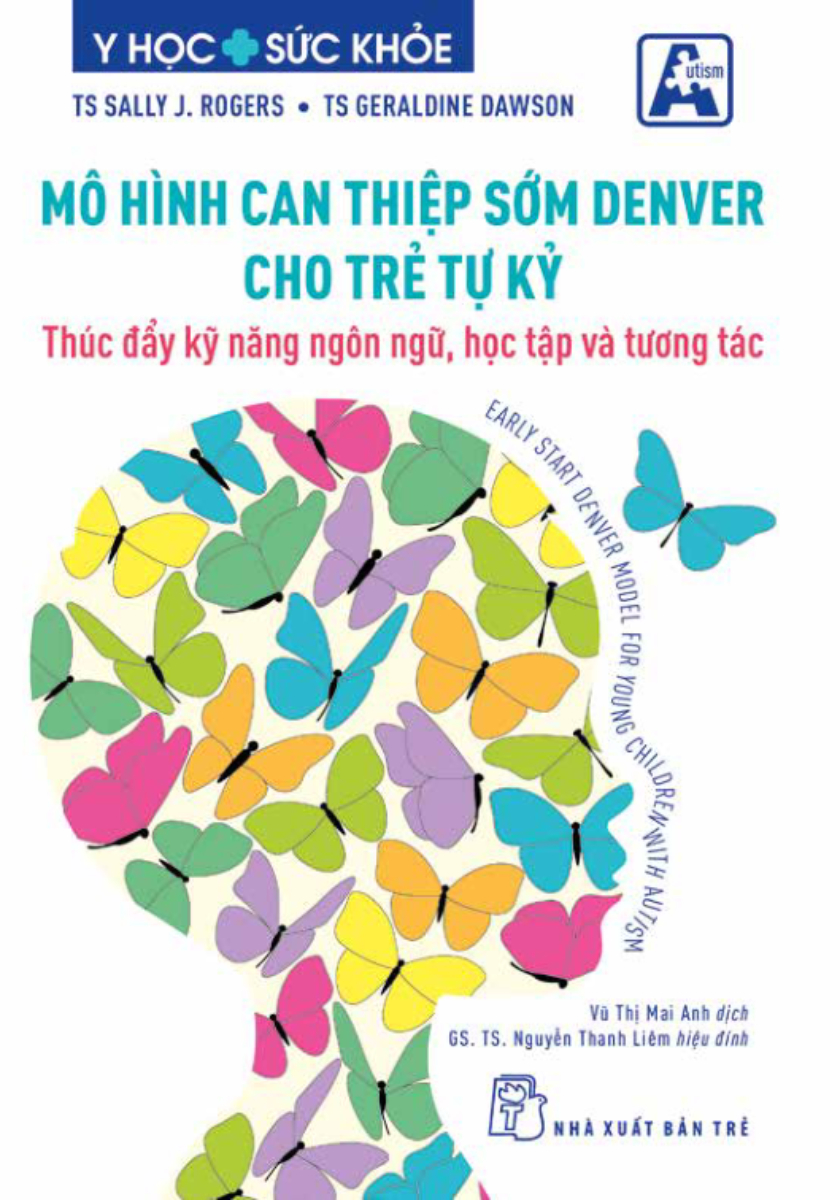 Y HỌC SỨC KHỎE
Autism
TS SALLY J. ROGERS • TS GERALDINE DAWSON
MÔ HÌNH CAN THIỆP SỚM DENVER
CHO TRẺ TỰ KỶ
Thúc đẩy kỹ năng ngôn ngữ, học tập và tương tác
EARLY START DENVER MODEL FOR YOUNG CHILDREN WITH AUTISM
Vũ Thị Mai Anh dịch
GS. TS. Nguyễn Thanh Liêm hiệu đính
T
NHÀ XUẤT BẢN TRẺ